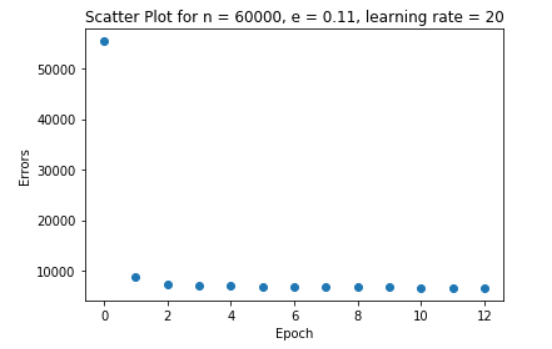 Scatter Plot for n = 60000, e = 0.11, learning rate = 20
50000
40000
30000
20000
10000
Errors
0 2 4 6 8 10 12
Epoch